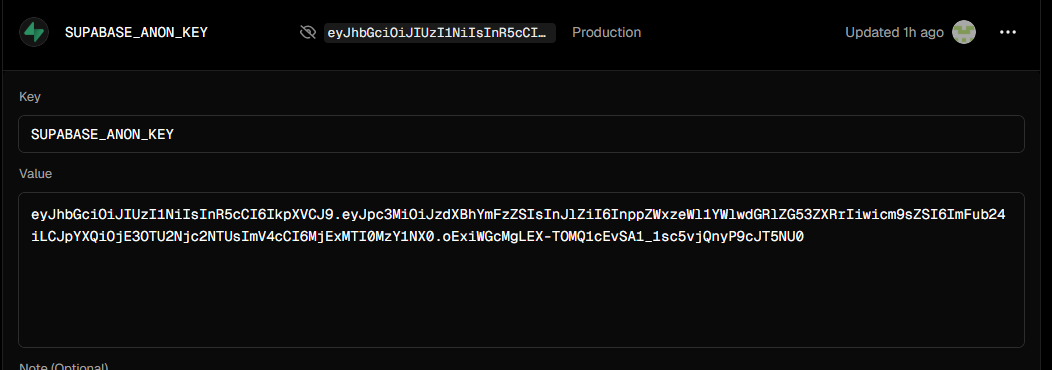 SUPABASE_ANON_KEY eyJhbGciOiJIUzI1NiIsInR5cCI… Production Updated 1h ago
Key
SUPABASE_ANON_KEY
Value
eyJhbGciOiJIUzI1NiIsInR5cCI6IkpXVCJ9.eyJpc3MiOiJzdXBhYmFzZSIsInJlZiI6InppZWxzeWl1YWlwdGRlZG53ZXRrIiwicm9sZSI6ImFub24
iLCJpYXQiOjE3OTU2Njc2NTUsImV4cCI6MjExMTI0MzY1NX0.oExiWGcMgLEX-TOMQ1cEvSA1_1sc5vjQnyP9cJT5NU0
Note (Optional)